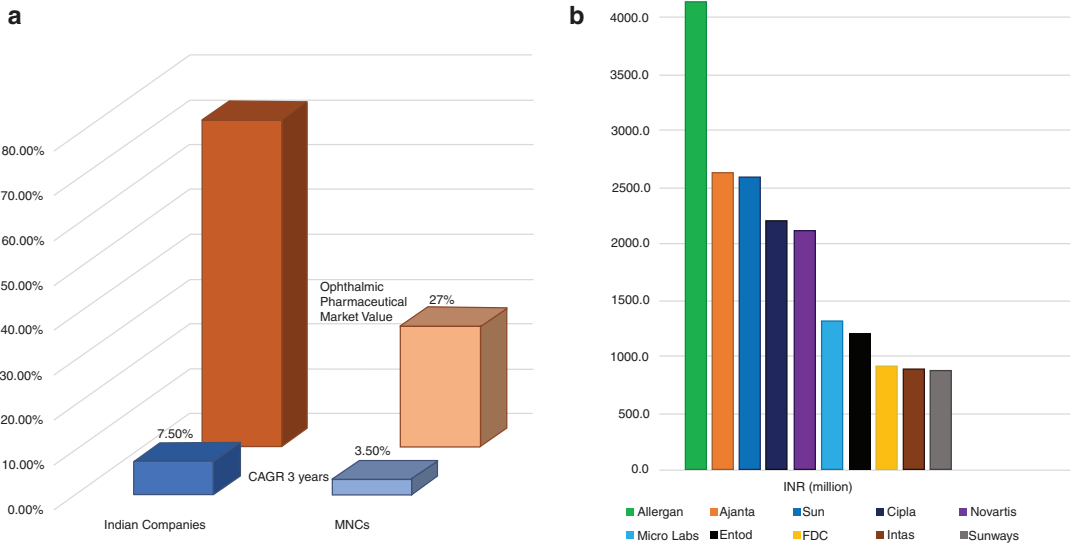 a
80.00%
70.00%
60.00%
50.00%
40.00%
30.00%
20.00%
10.00%
0.00%
Ophthalmic
Pharmaceutical
Market Value
27%
7.50%
CAGR 3 years
3.50%
Indian Companies
MNCs
b
4000.0
3500.0
3000.0
2500.0
2000.0
1500.0
1000.0
500.0
0.0
INR (million)
Allergan Ajanta Sun Cipla Novartis
Micro Labs Entod FDC Intas Sunways